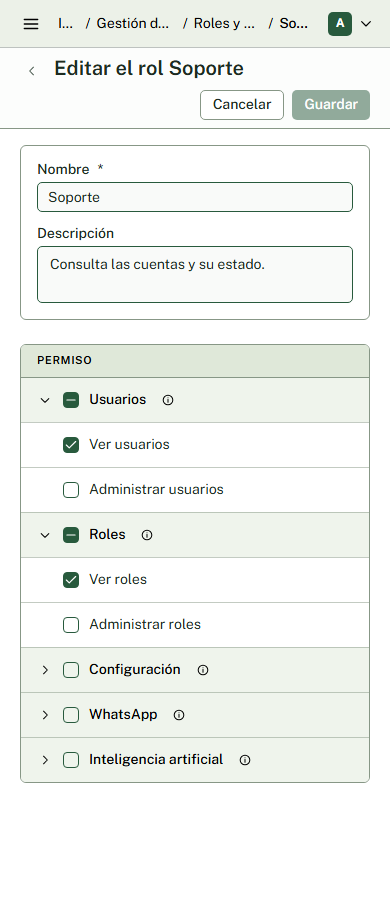 I... / Gestión d... / Roles y ... / So... A
Editar el rol Soporte
Cancelar Guardar
Nombre *
Soporte
Descripción
Consulta las cuentas y su estado.
PERMISO
Usuarios
Ver usuarios
Administrar usuarios
Roles
Ver roles
Administrar roles
Configuración
WhatsApp
Inteligencia artificial